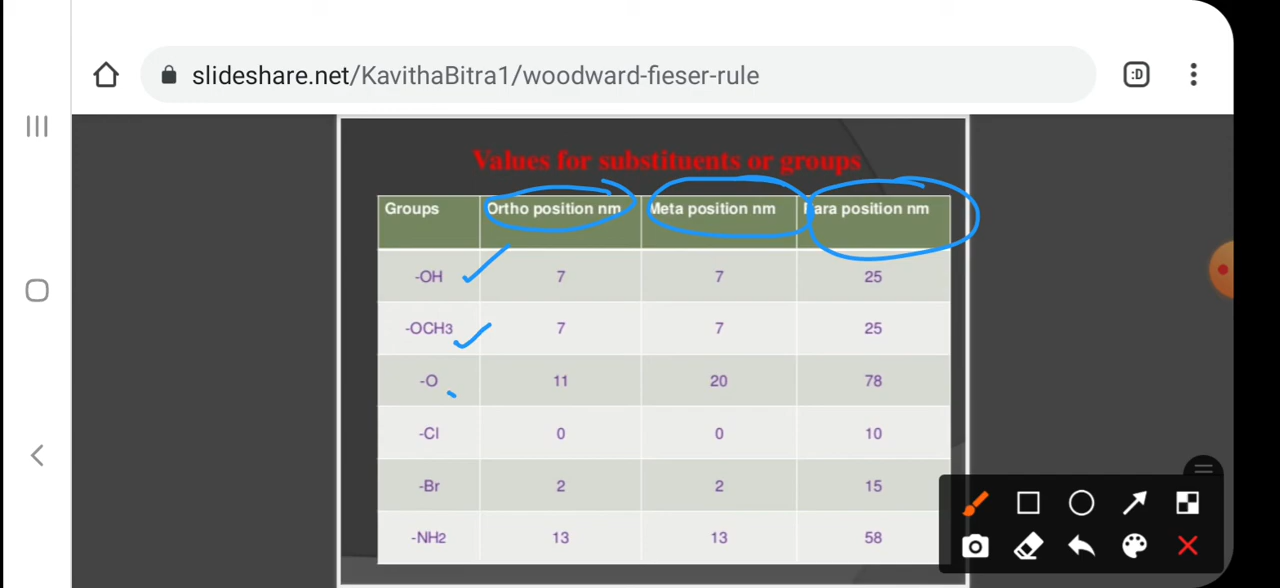 slideshare.net/KavithaBitra1/woodward-fieser-rule
:D
Values for substituents or groups
Groups Ortho position nm Meta position nm Para position nm
-OH 7 7 25
-OCH3 7 7 25
-O 11 20 78
-Cl 0 0 10
-Br 2 2 15
-NH2 13 13 58